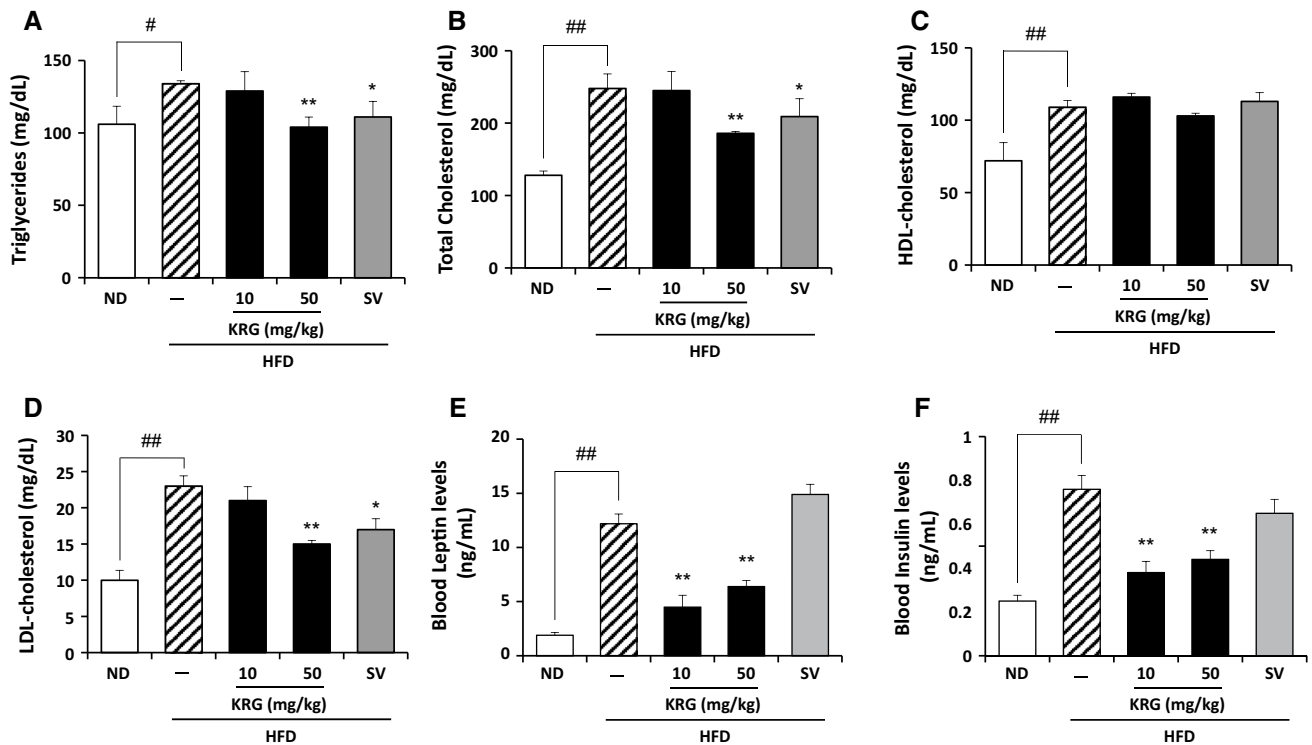 A
#
Triglycerides (mg/dL)
150
100
50
0
**
*
ND
—
10
50
SV
KRG (mg/kg)
HFD
B
##
Total Cholesterol (mg/dL)
300
200
100
0
**
*
ND
—
10
50
SV
KRG (mg/kg)
HFD
C
##
HDL-cholesterol (mg/dL)
150
100
50
0
ND
—
10
50
SV
KRG (mg/kg)
HFD
D
##
LDL-cholesterol (mg/dL)
30
25
20
15
10
5
0
**
*
ND
—
10
50
SV
KRG (mg/kg)
HFD
E
##
Blood Leptin levels
(ng/mL)
20
15
10
5
0
**
**
ND
—
10
50
SV
KRG (mg/kg)
HFD
F
##
Blood Insulin levels
(ng/mL)
1
0.8
0.6
0.4
0.2
0
**
**
ND
—
10
50
SV
KRG (mg/kg)
HFD